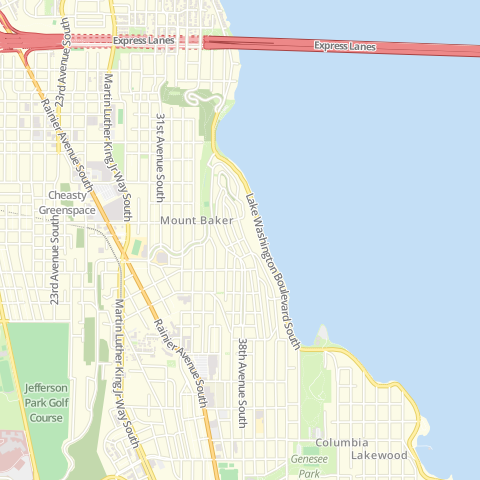 Express Lanes
Express Lanes
23rd Avenue South
Martin Luther King Jr Way South
31st Avenue South
Rainier Avenue South
Cheasty
Greenspace
Mount Baker
Lake Washington Boulevard South
23rd Avenue South
Martin Luther King Jr Way South
Rainier Avenue South
38th Avenue South
Jefferson
Park Golf
Course
Columbia
Lakewood
Genesee
Park